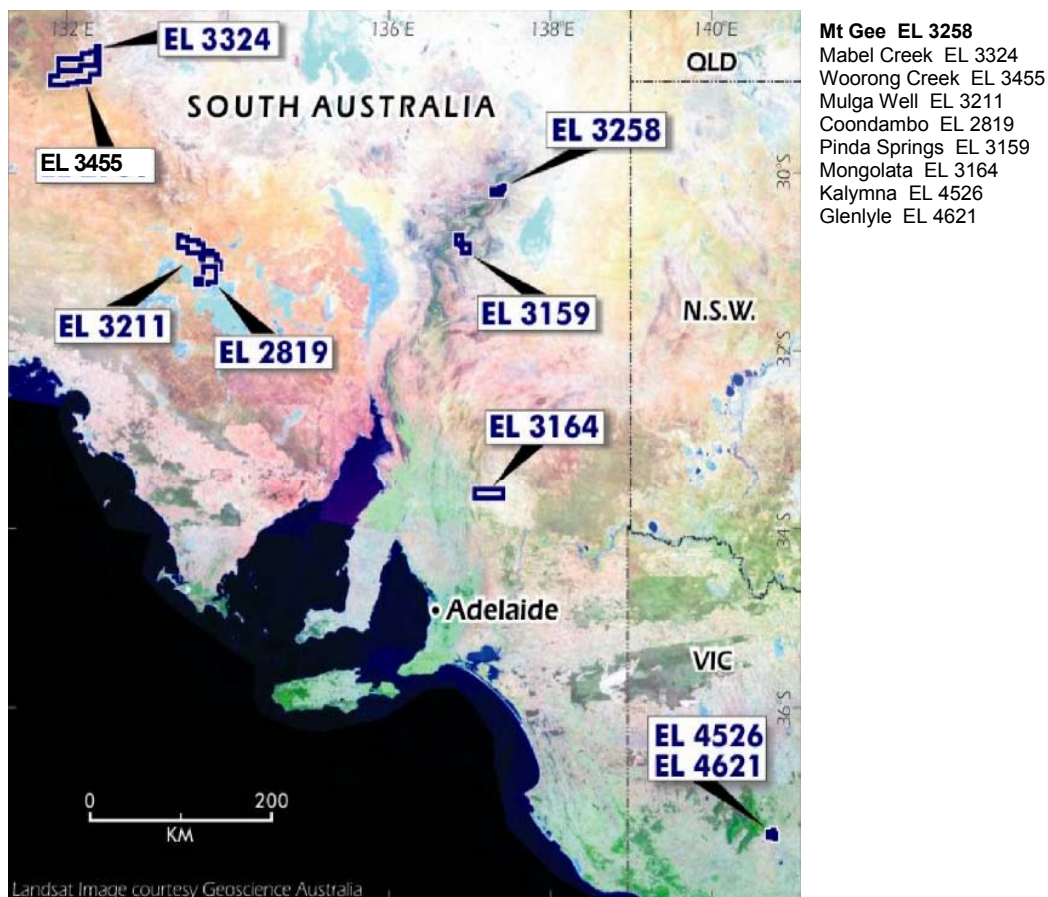 132°E
136°E
138°E
140°E
EL 3324
QLD
SOUTH AUSTRALIA
EL 3258
EL 3455
30°S
EL 3159
N.S.W.
EL 3211
EL 2819
32°S
EL 3164
34°S
Adelaide
VIC
36°S
EL 4526
EL 4621
0 200
KM
Landsat Image courtesy Geoscience Australia
Mt Gee EL 3258
Mabel Creek EL 3324
Woorong Creek EL 3455
Mulga Well EL 3211
Coondambo EL 2819
Pinda Springs EL 3159
Mongolata EL 3164
Kalymna EL 4526
Glenlyle EL 4621